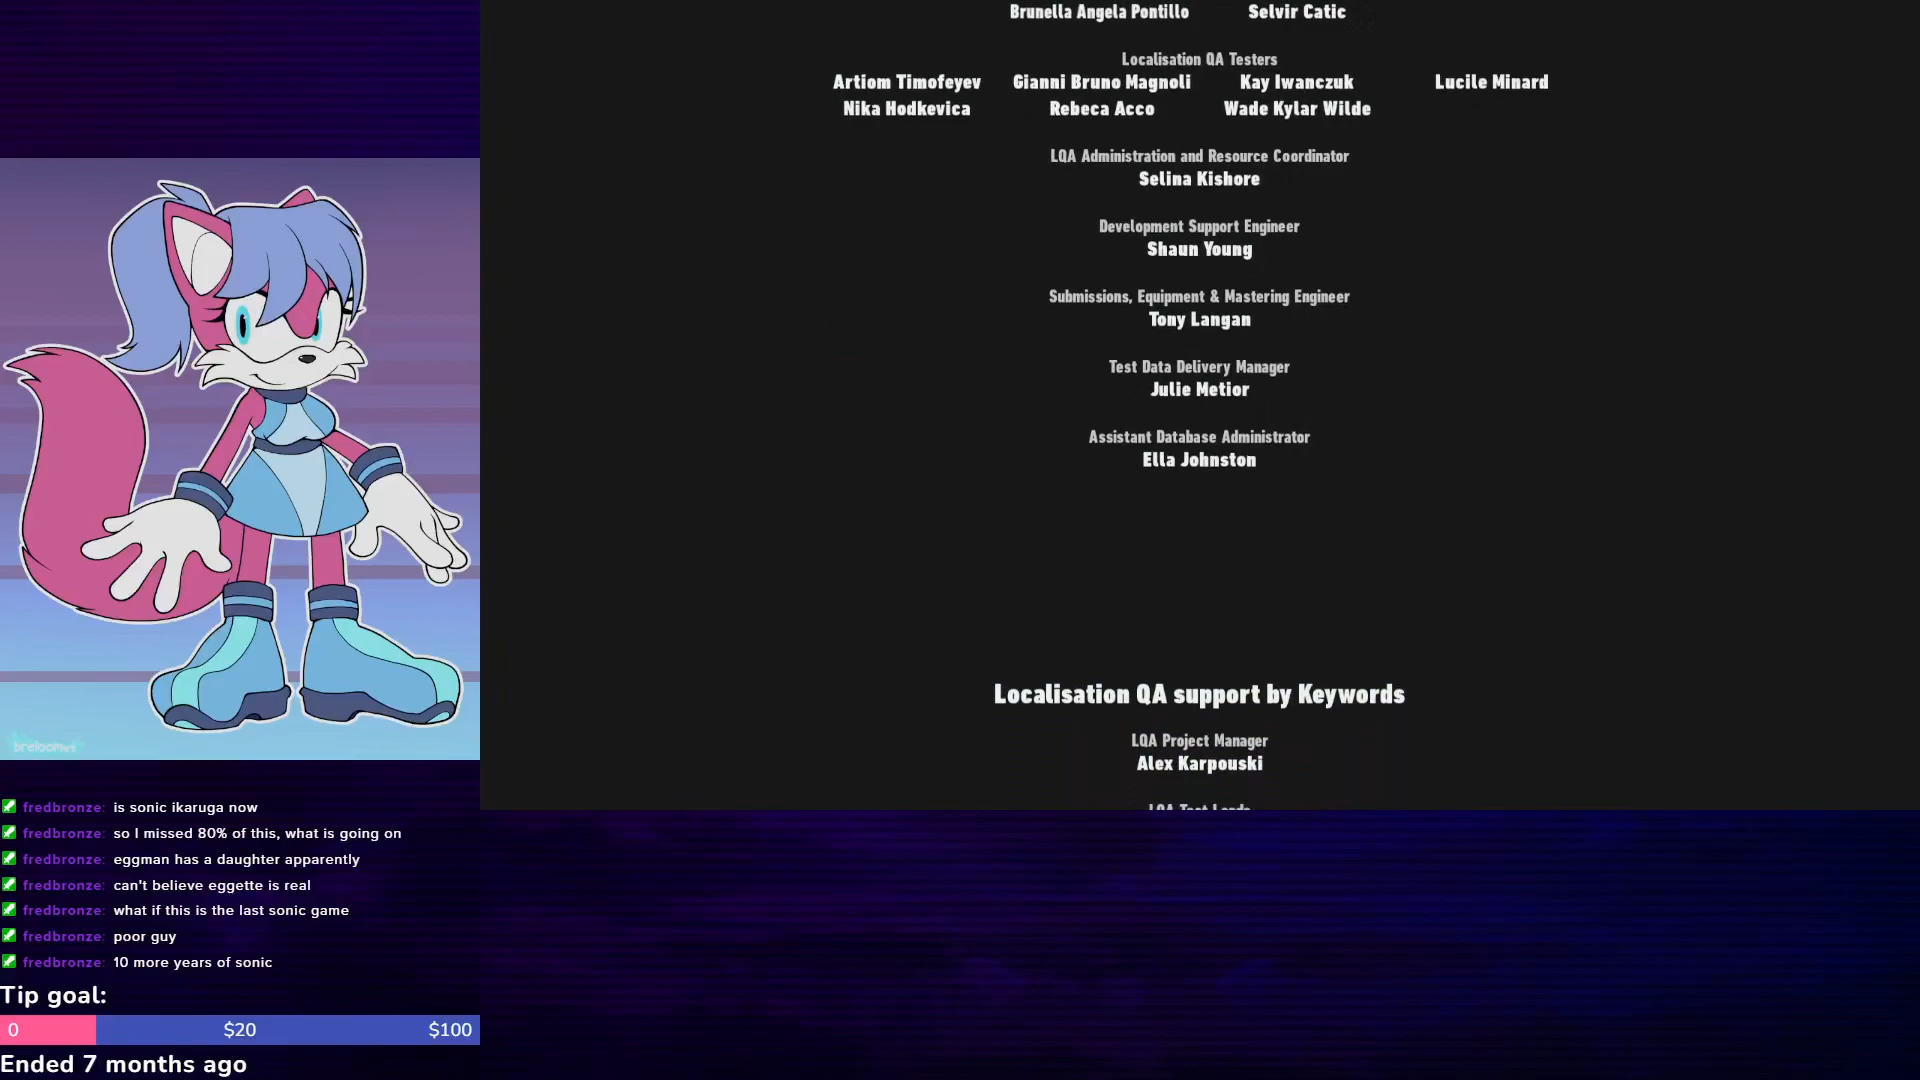 Brunella Angela Pontillo Selvir Catic
Localisation QA Testers
Artiom Timofeyev Gianni Bruno Magnoli Kay Iwanczuk Lucile Minard
Nika Hodkevica Rebeca Acco Wade Kylar Wilde
LQA Administration and Resource Coordinator
Selina Kishore
Development Support Engineer
Shaun Young
Submissions, Equipment & Mastering Engineer
Tony Langan
Test Data Delivery Manager
Julie Metior
Assistant Database Administrator
Ella Johnston
Localisation QA support by Keywords
LQA Project Manager
Alex Karpouski
LQA Test Leads
fredbronze: is sonic ikaruga now
fredbronze: so I missed 80% of this, what is going on
fredbronze: eggman has a daughter apparently
fredbronze: can't believe eggette is real
fredbronze: what if this is the last sonic game
fredbronze: poor guy
fredbronze: 10 more years of sonic
Tip goal:
0 $20 $100
Ended 7 months ago